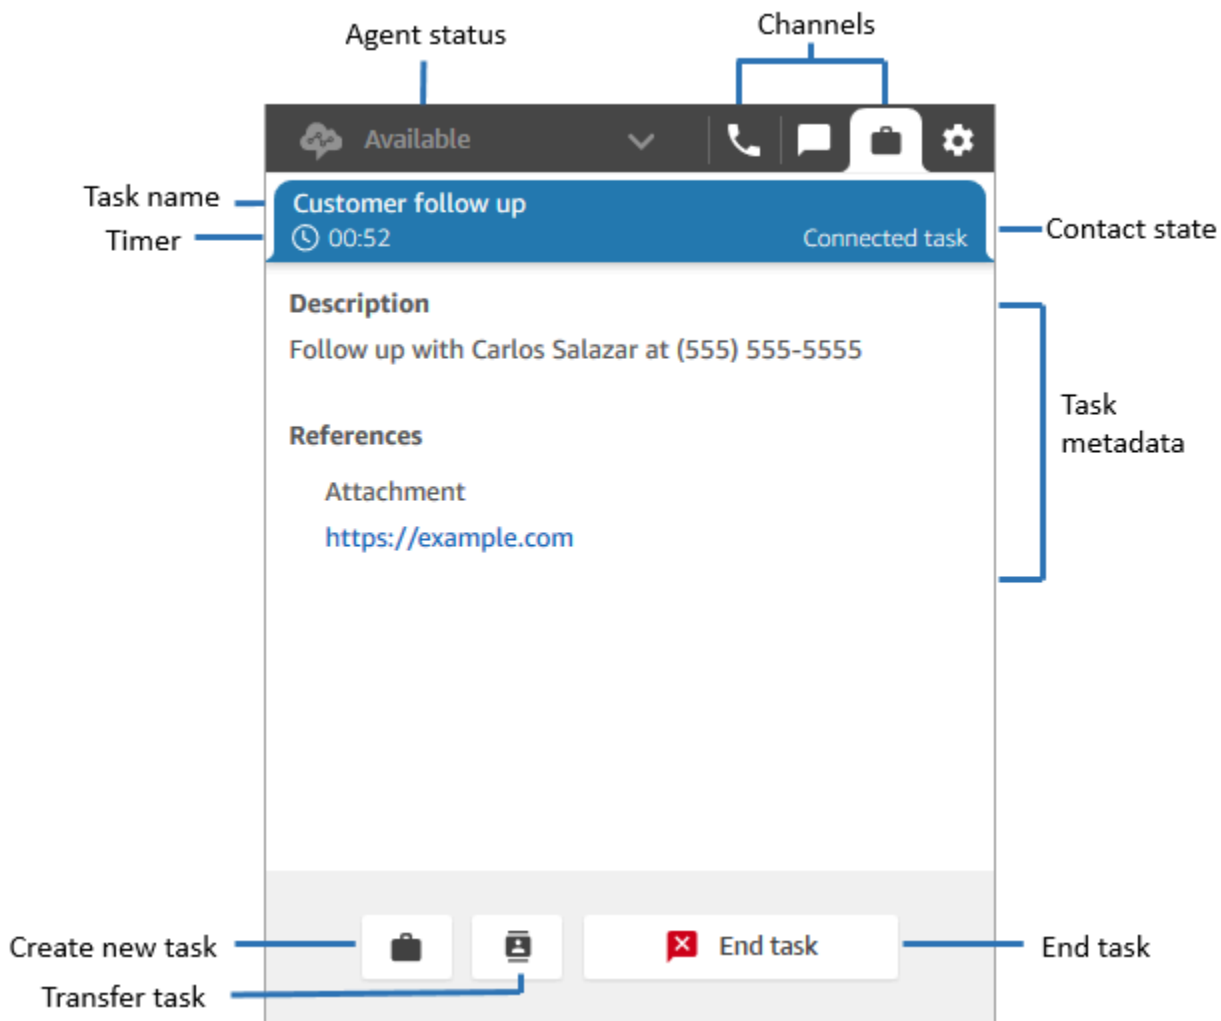 Agent status
Channels
Available
Task name
Customer follow up
Timer
00:52
Connected task
Contact state
Description
Follow up with Carlos Salazar at (555) 555-5555
Task
metadata
References
Attachment
https://example.com
Create new task
End task
End task
Transfer task